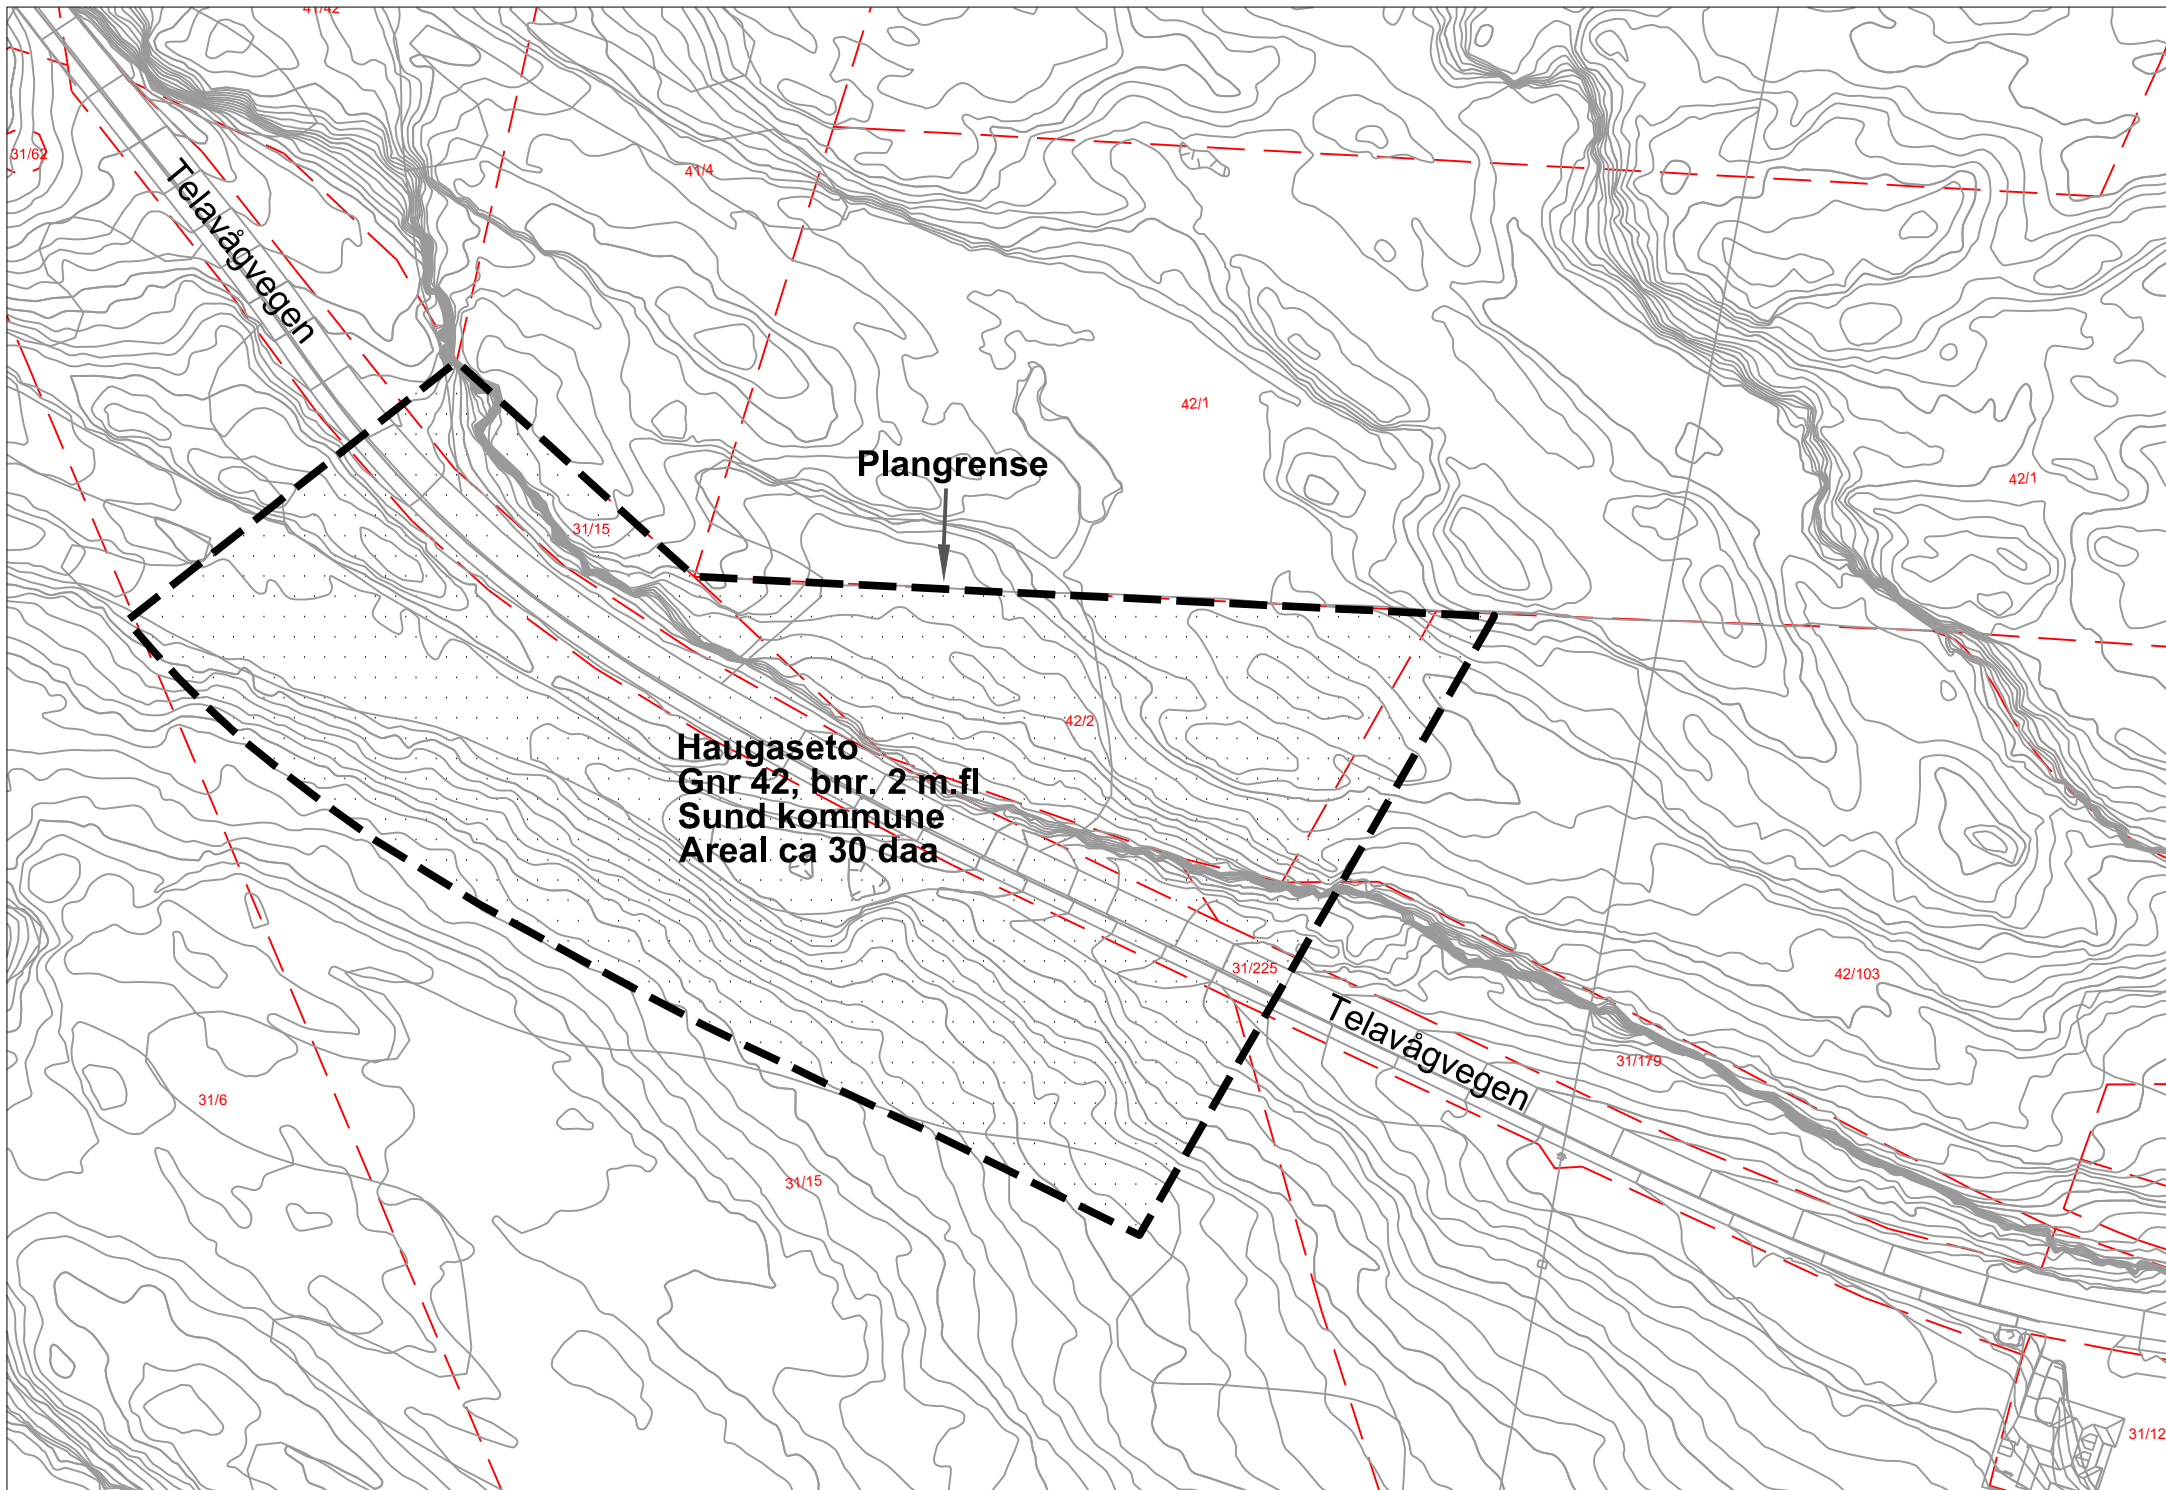 41/42
31/62
Telavågvegen
41/4
42/1
Plangrense
42/1
31/15
42/2
Haugaseto
Gnr 42, bnr. 2 m.fl
Sund kommune
Areal ca 30 daa
31/225
42/103
Telavågvegen
31/179
31/6
31/15
31/12